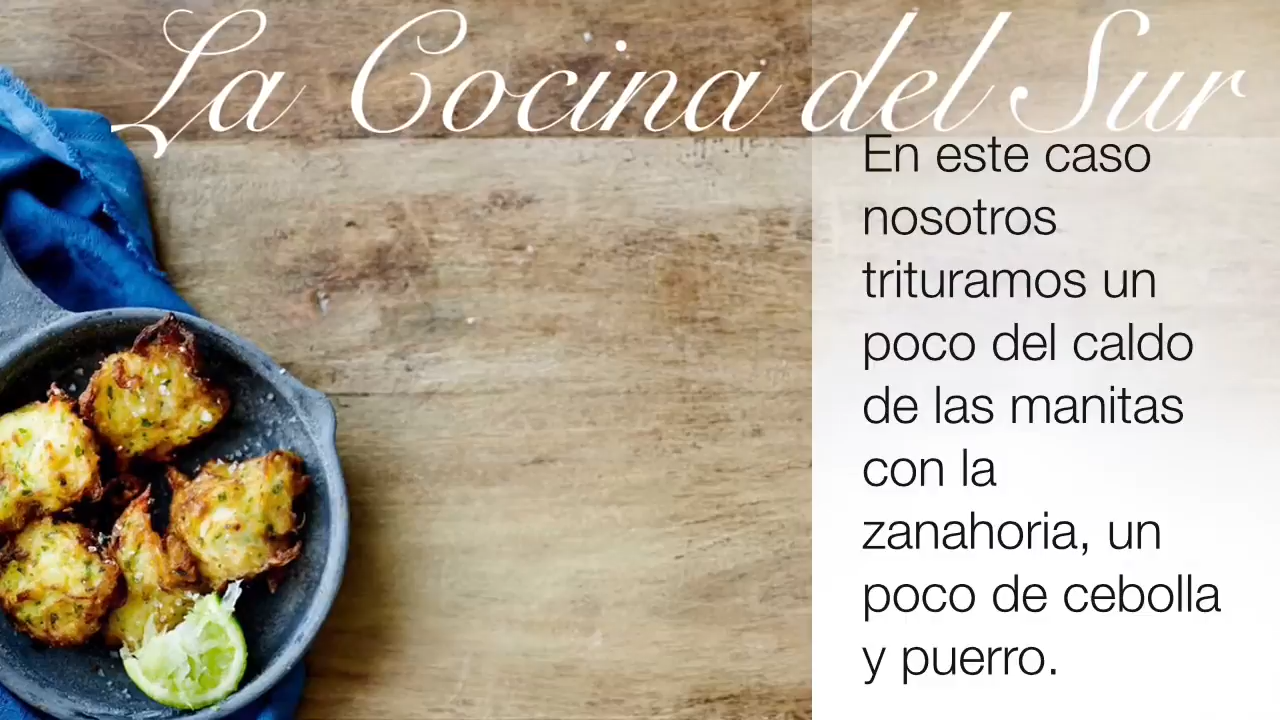 La Cocina del Sur
En este caso
nosotros
trituramos un
poco del caldo
de las manitas
con la
zanahoria, un
poco de cebolla
y puerro.